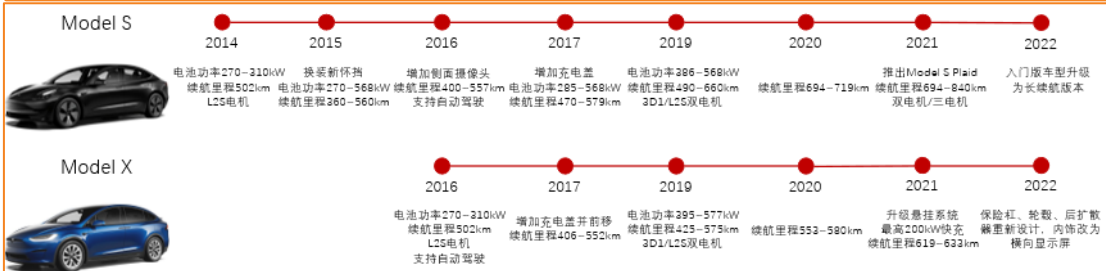 Model S
2014
2015
2016
2017
2019
2020
2021
2022
电池功率270-310kW
续航里程502km
L2S电机
换装新怀挡
电池功率270-568kW
续航里程360-560km
增加侧面摄像头
续航里程400-557km
支持自动驾驶
增加充电盖
电池功率285-568kW
续航里程470-579km
电池功率386-568kW
续航里程490-660km
3D1/L2S双电机
续航里程694-719km
推出Model S Plaid
续航里程694-840km
双电机/三电机
入门版车型升级
为长续航版本
Model X
2016
2017
2019
2020
2021
2022
电池功率270-310kW
续航里程502km
L2S电机
支持自动驾驶
增加充电盖并前移
续航里程406-552km
电池功率395-577kW
续航里程425-575km
3D1/L2S双电机
续航里程553-580km
升级悬挂系统
最高200kW快充
续航里程619-633km
保险杠、轮毂、后扩散
器重新设计，内饰改为
横向显示屏